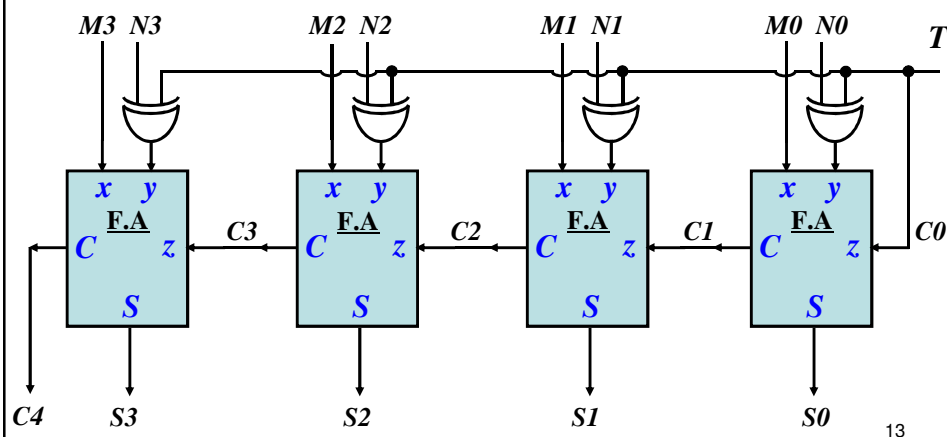 M3 N3 M2 N2 M1 N1 M0 N0
T
x y x y x y x y
F.A F.A F.A F.A
C z C3 C z C2 C z C1 C z C0
S S S S
C4 S3 S2 S1 S0
13